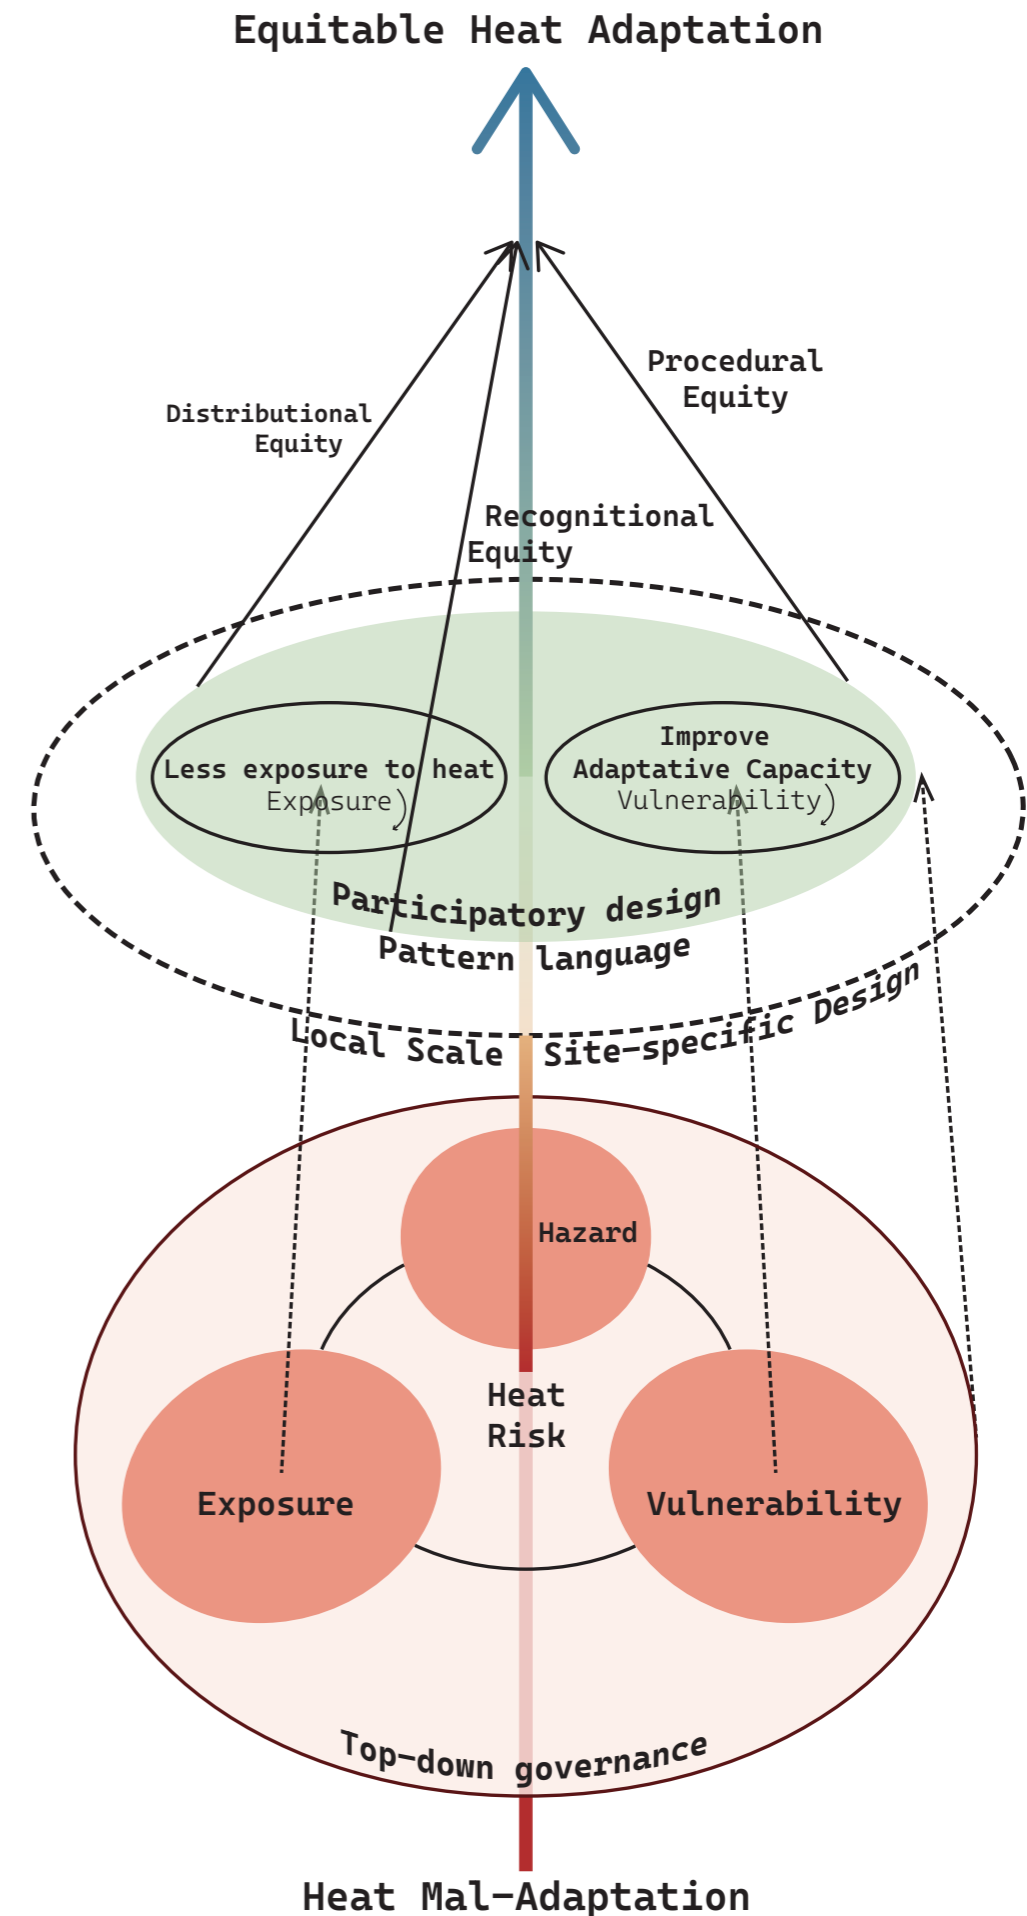 Equitable Heat Adaptation
Procedural
Equity
Distributional
Equity
Recognitional
Equity
Less exposure to heat
Exposure
Improve
Adaptative Capacity
Vulnerability
Participatory design
Pattern language
Local Scale
Site-specific Design
Hazard
Heat
Risk
Exposure
Vulnerability
Top-down governance
Heat Mal-Adaptation